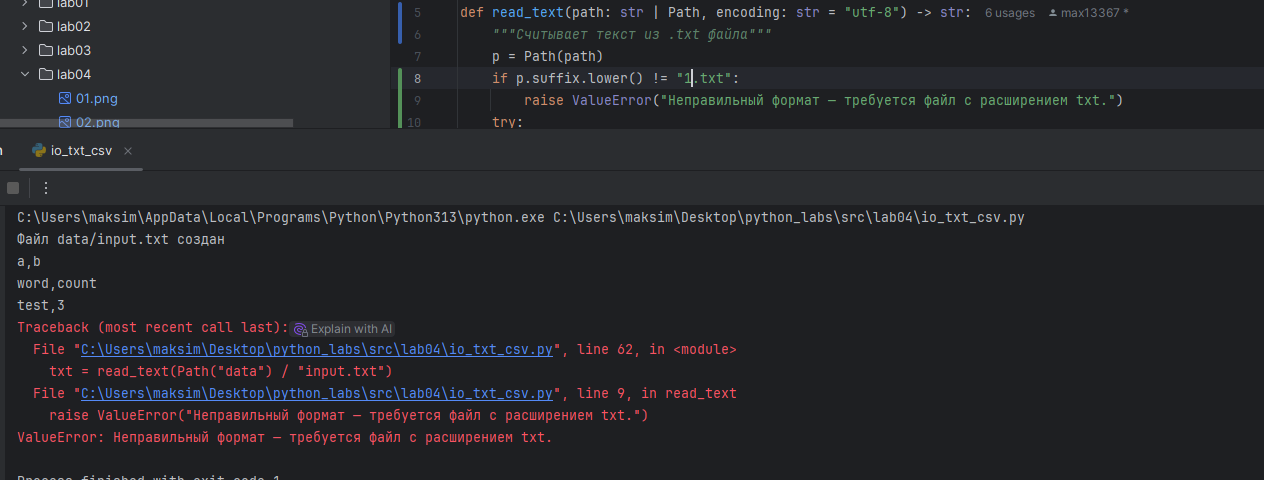 lab01
lab02
lab03
lab04
01.png
02.png
5 def read_text(path: str | Path, encoding: str = "utf-8") -> str: 6 usages max13367 *
6 """Считывает текст из .txt файла"""
7 p = Path(path)
8 if p.suffix.lower() != "1.txt":
9 raise ValueError("Неправильный формат — требуется файл с расширением txt.")
10 try:
io_txt_csv
C:\Users\maksim\AppData\Local\Programs\Python\Python313\python.exe C:\Users\maksim\Desktop\python_labs\src\lab04\io_txt_csv.py
Файл data/input.txt создан
a,b
word,count
test,3
Traceback (most recent call last): Explain with AI
File "C:\Users\maksim\Desktop\python_labs\src\lab04\io_txt_csv.py", line 62, in <module>
txt = read_text(Path("data") / "input.txt")
File "C:\Users\maksim\Desktop\python_labs\src\lab04\io_txt_csv.py", line 9, in read_text
raise ValueError("Неправильный формат — требуется файл с расширением txt.")
ValueError: Неправильный формат — требуется файл с расширением txt.
Process finished with exit code 1